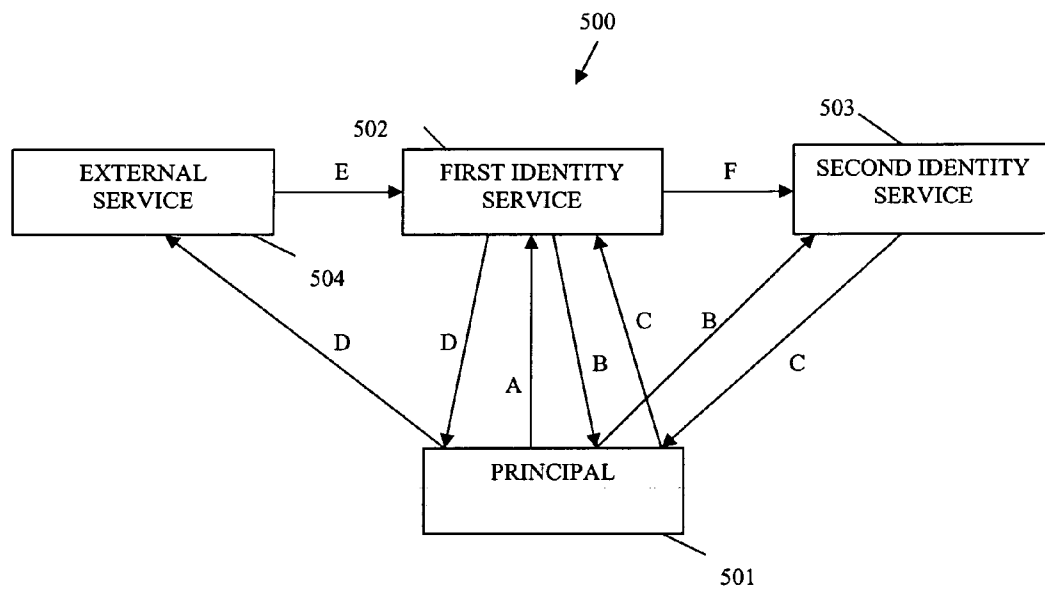 500
503
502
EXTERNAL
SERVICE
E
FIRST IDENTITY
SERVICE
F
SECOND IDENTITY
SERVICE
504
D
D
A
B
C
B
C
PRINCIPAL
501